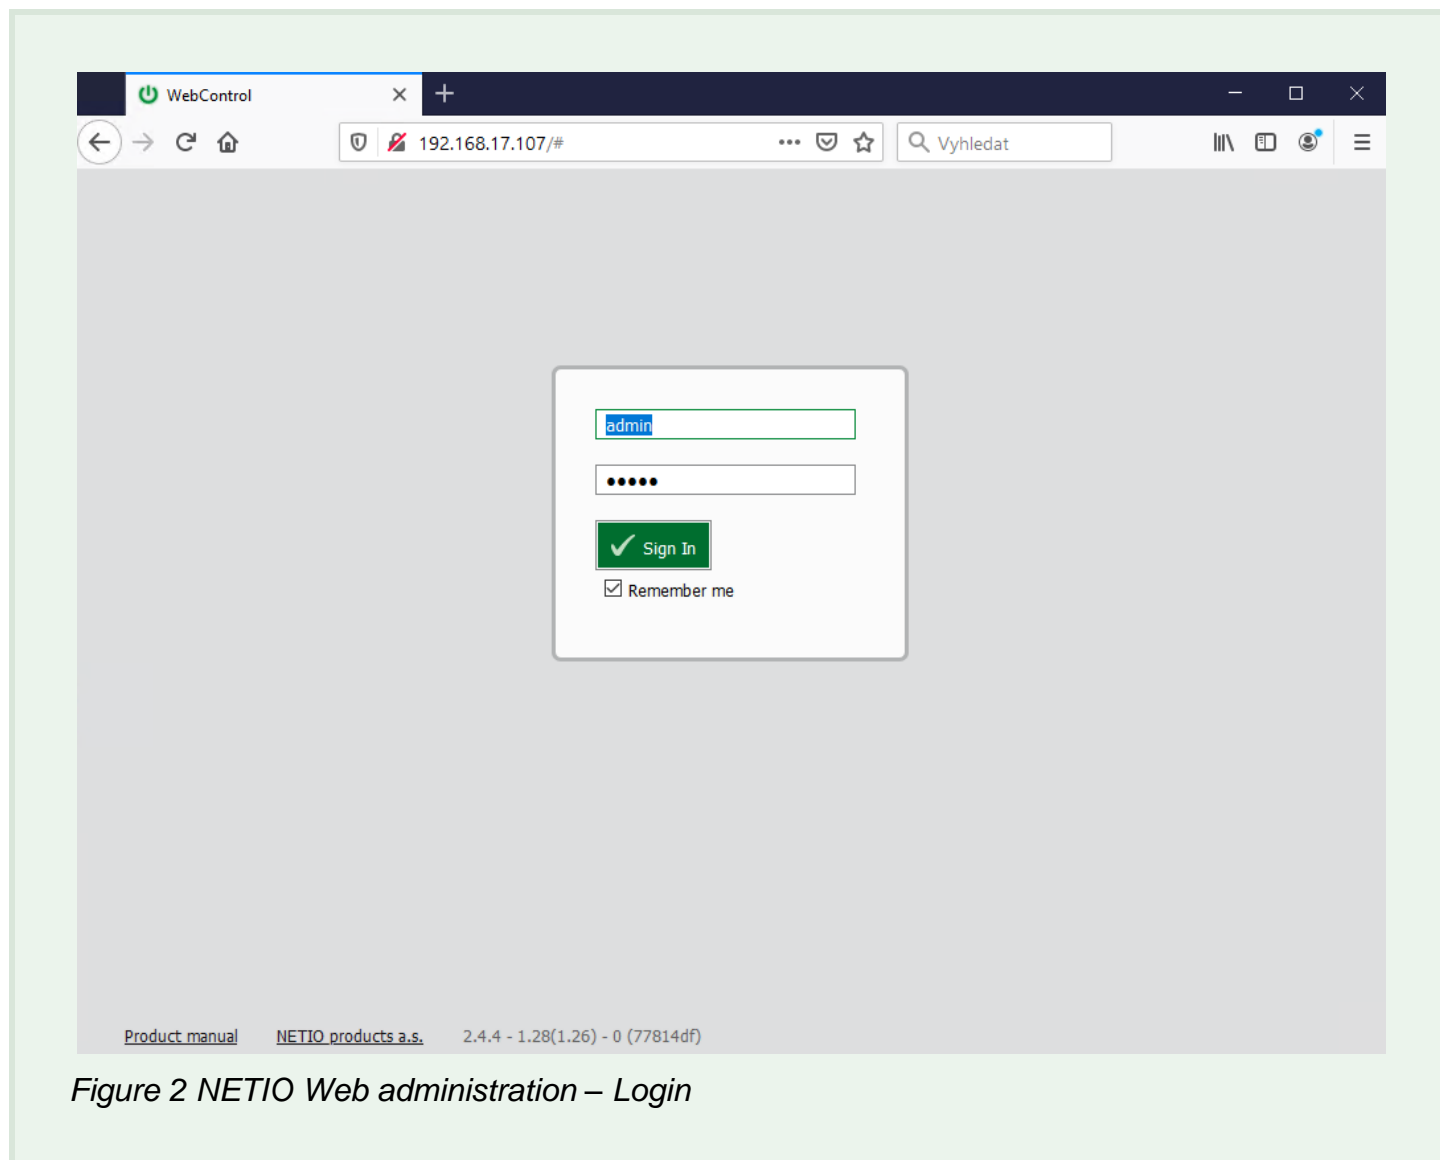 WebControl
192.168.17.107/#
Vyhledat
admin
•••••
Sign In
Remember me
Product manual NETIO products a.s. 2.4.4 - 1.28(1.26) - 0 (77814df)
Figure 2 NETIO Web administration – Login